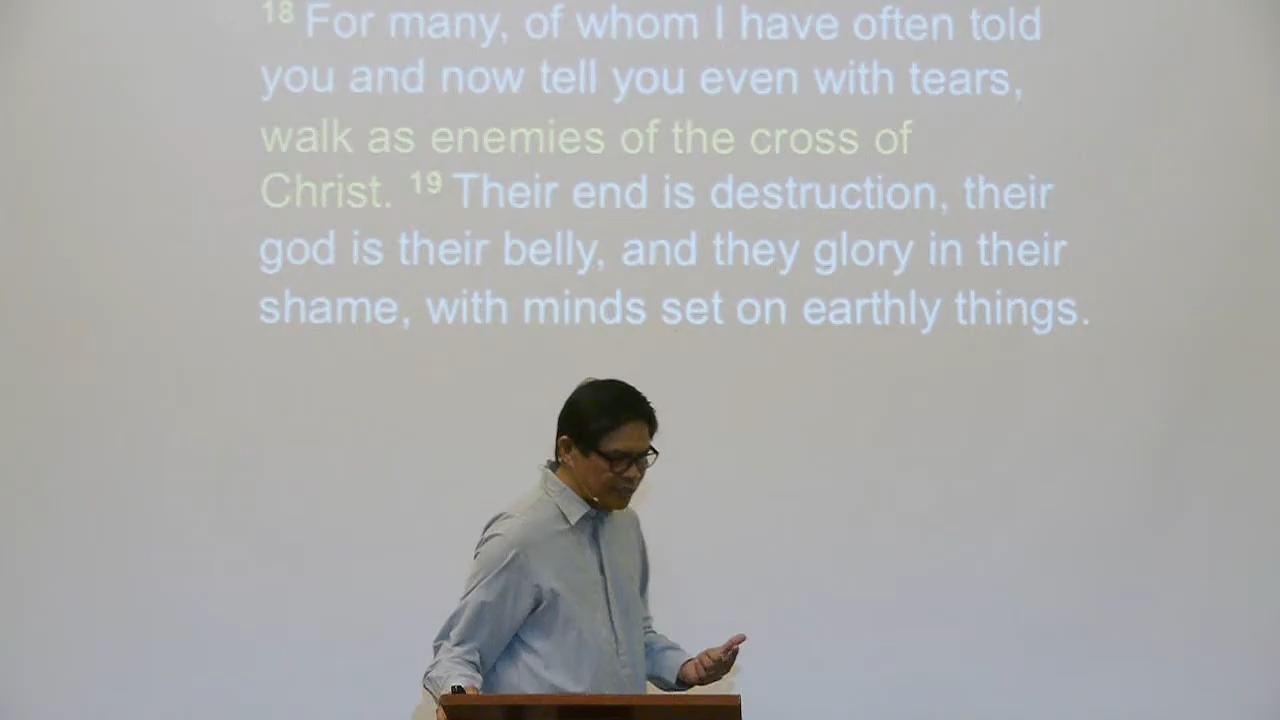 18 For many, of whom I have often told
you and now tell you even with tears,
walk as enemies of the cross of
Christ. 19 Their end is destruction, their
god is their belly, and they glory in their
shame, with minds set on earthly things.